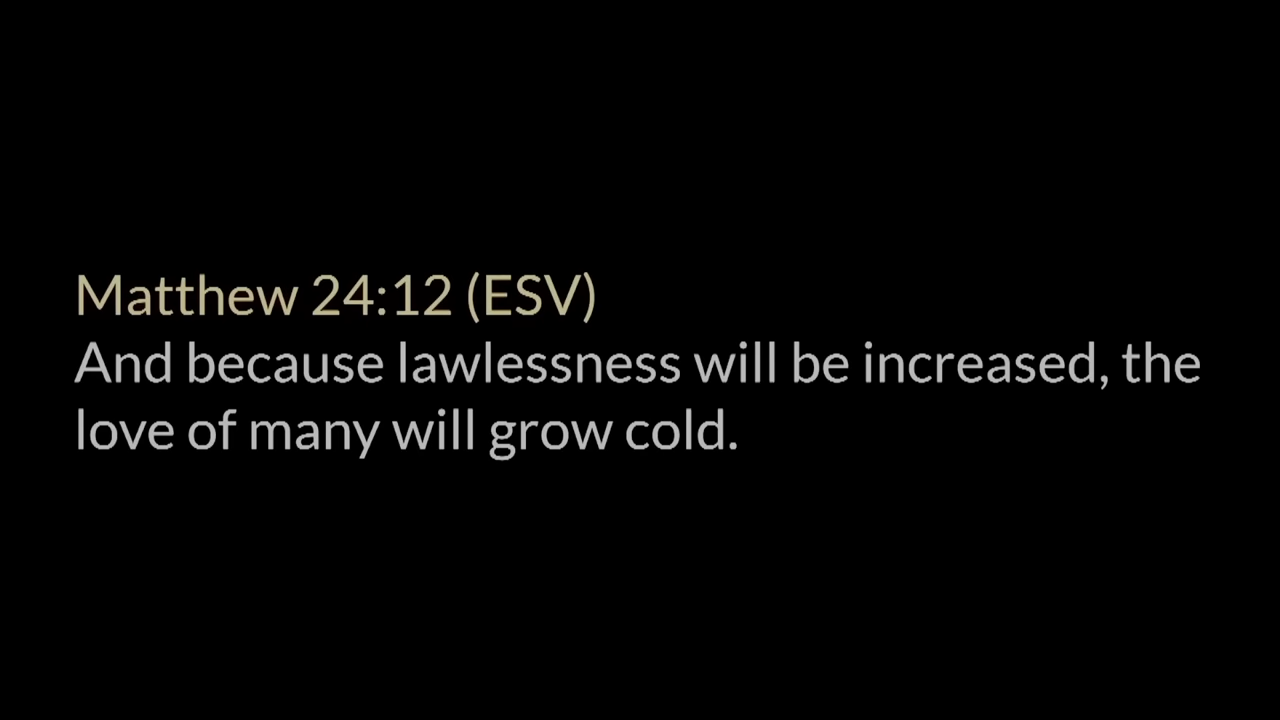 Matthew 24:12 (ESV)
And because lawlessness will be increased, the
love of many will grow cold.